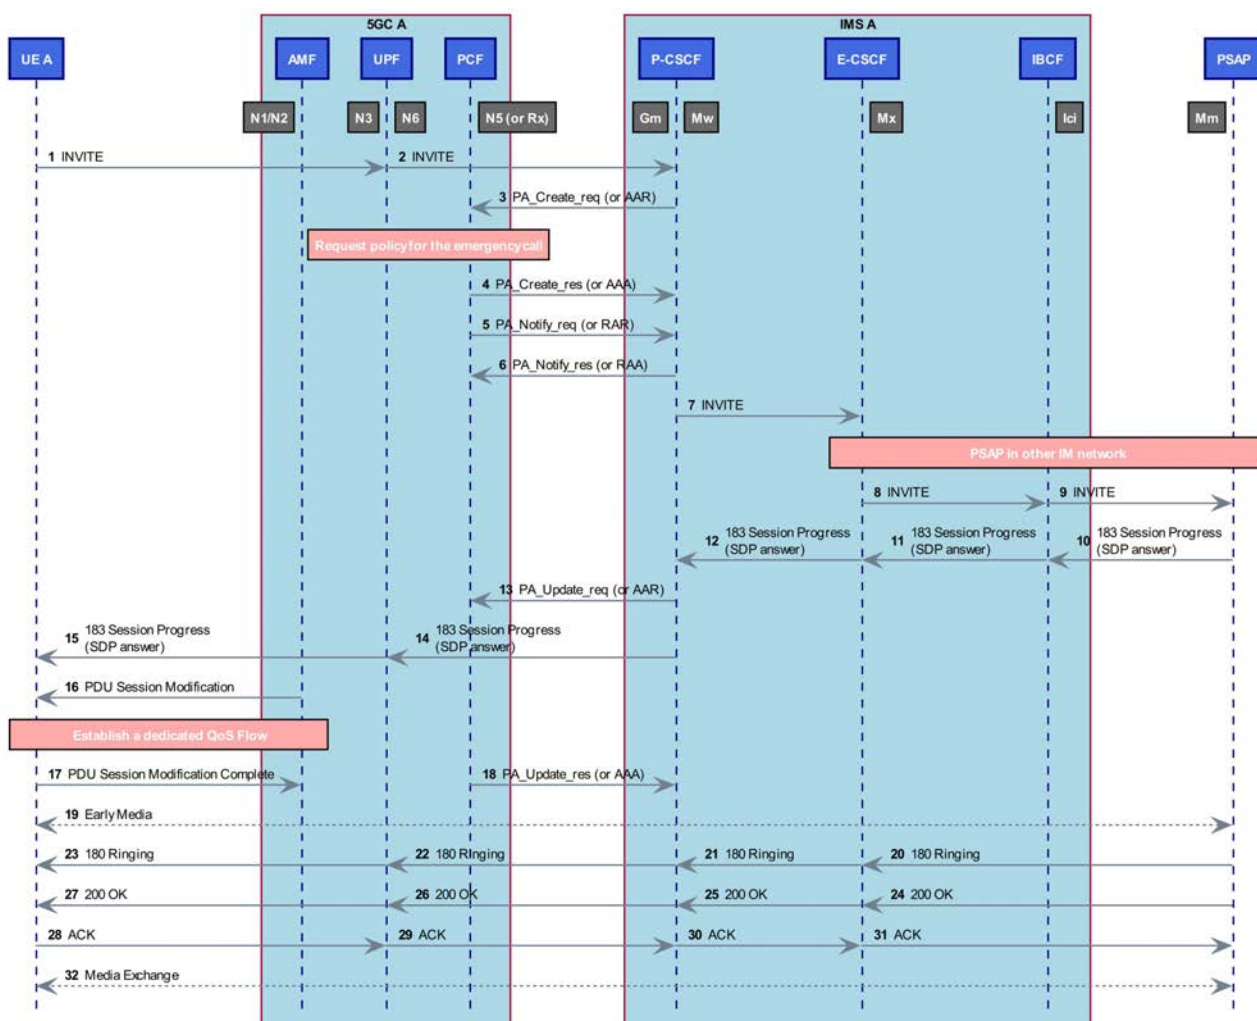 5GC A
IMS A
UE A
AMF
UPF
PCF
P-CSCF
E-CSCF
IBCF
PSAP
N1/N2
N3
N6
N5 (or Rx)
Gm
Mw
Mx
Ici
Mm
1 INVITE
2 INVITE
3 PA_Create_req (or AAR)
Request policy for the emergency call
4 PA_Create_res (or AAA)
5 PA_Notify_req (or RAR)
6 PA_Notify_res (or RAA)
7 INVITE
PSAP in other IM network
8 INVITE
9 INVITE
12 183 Session Progress
(SDP answer)
11 183 Session Progress
(SDP answer)
10 183 Session Progress
(SDP answer)
13 PA_Update_req (or AAR)
15 183 Session Progress
(SDP answer)
14 183 Session Progress
(SDP answer)
16 PDU Session Modification
Establish a dedicated QoS Flow
17 PDU Session Modification Complete
18 PA_Update_res (or AAA)
19 Early Media
23 180 Ringing
22 180 Ringing
21 180 Ringing
20 180 Ringing
27 200 OK
26 200 OK
25 200 OK
24 200 OK
28 ACK
29 ACK
30 ACK
31 ACK
32 Media Exchange